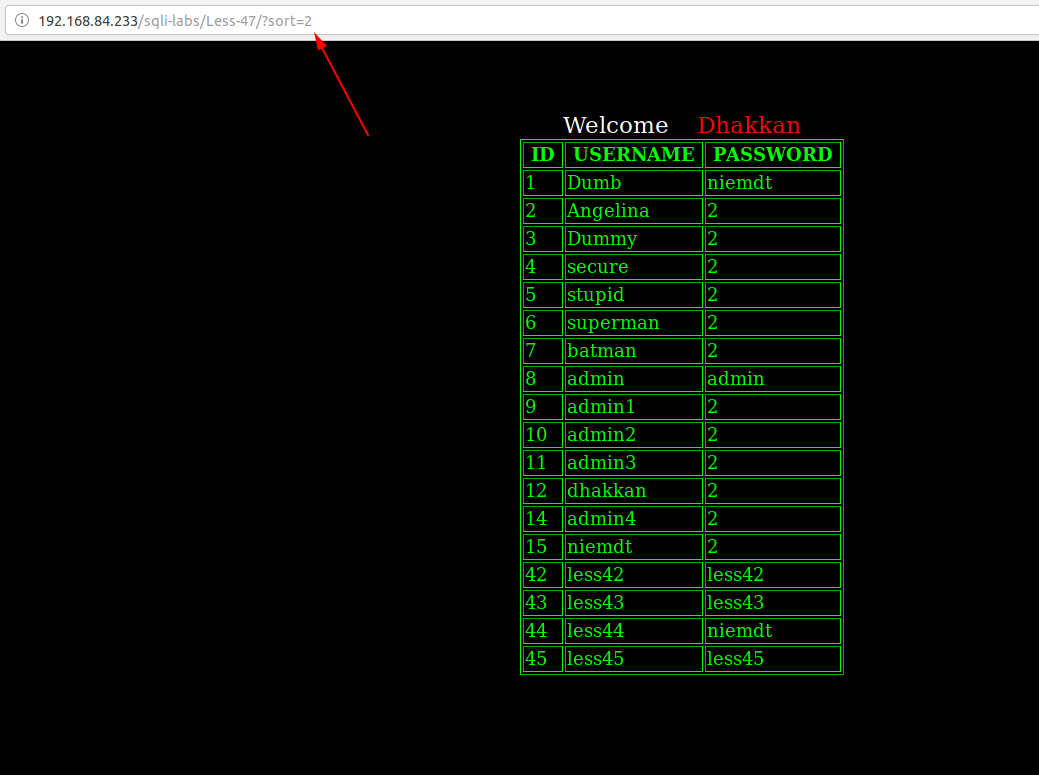 192.168.84.233/sqli-labs/Less-47/?sort=2
Welcome Dhakkan
ID USERNAME PASSWORD
1 Dumb niemdt
2 Angelina 2
3 Dummy 2
4 secure 2
5 stupid 2
6 superman 2
7 batman 2
8 admin admin
9 admin1 2
10 admin2 2
11 admin3 2
12 dhakkan 2
14 admin4 2
15 niemdt 2
42 less42 less42
43 less43 less43
44 less44 niemdt
45 less45 less45